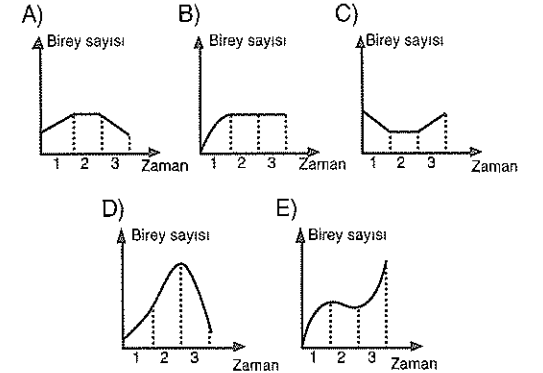 A) B) C)
Birey sayısı Birey sayısı Birey sayısı
1 2 3 Zaman 1 2 3 Zaman 1 2 3 Zaman
D) E)
Birey sayısı Birey sayısı
1 2 3 Zaman 1 2 3 Zaman